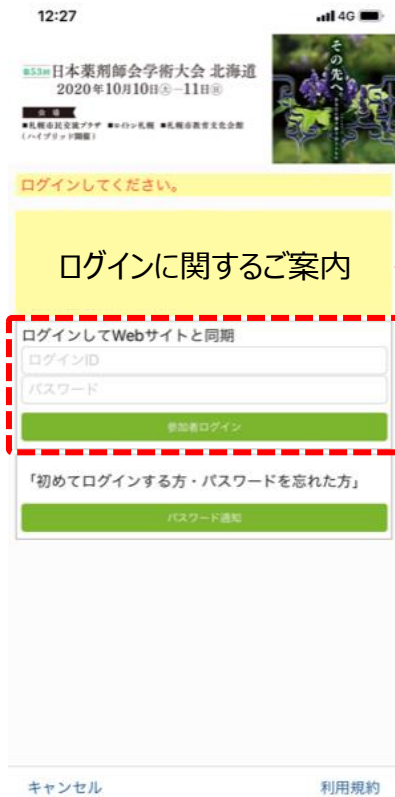 12:27
4G
第53回 日本薬剤師会学術大会 北海道
2020年10月10日㊏―11日㊐
その先へ。
会場
■札幌市民交流プラザ ■ロイトン札幌 ■札幌市教育文化会館
(ハイブリッド開催)
ログインしてください。
ログインに関するご案内
ログインしてWebサイトと同期
ログインID
パスワード
参加者ログイン
「初めてログインする方・パスワードを忘れた方」
パスワード通知
キャンセル
利用規約